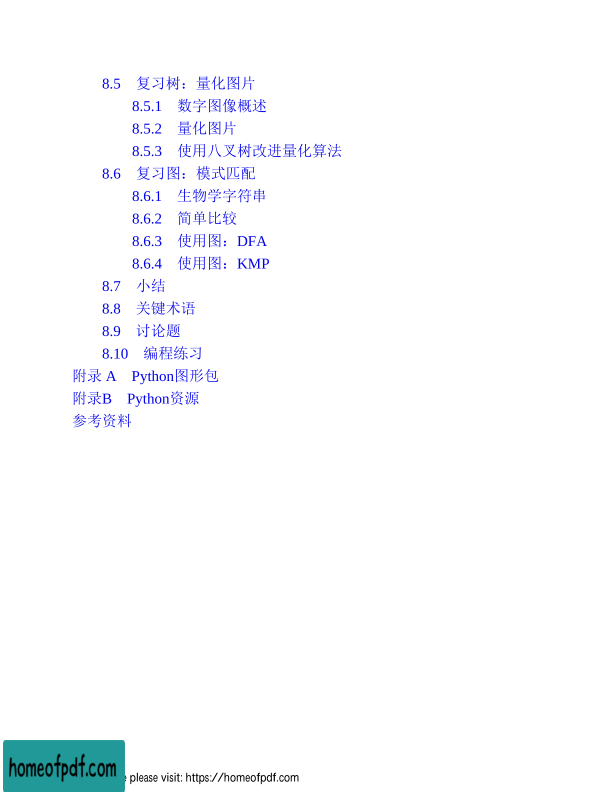 8.5 复习树：量化图片
8.5.1 数字图像概述
8.5.2 量化图片
8.5.3 使用八叉树改进量化算法
8.6 复习图：模式匹配
8.6.1 生物学字符串
8.6.2 简单比较
8.6.3 使用图：DFA
8.6.4 使用图：KMP
8.7 小结
8.8 关键术语
8.9 讨论题
8.10 编程练习
附录 A Python图形包
附录B Python资源
参考资料
homeofpdf.com
please visit: https://homeofpdf.com